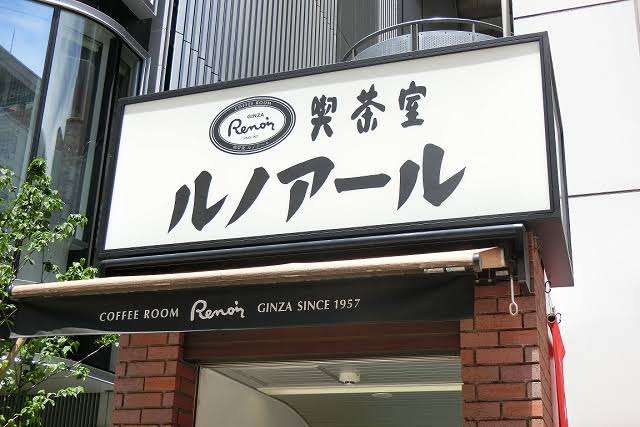 COFFEE ROOM
GINZA
Renoir
喫茶室
ルノアール
COFFEE ROOM Renoir GINZA SINCE 1957